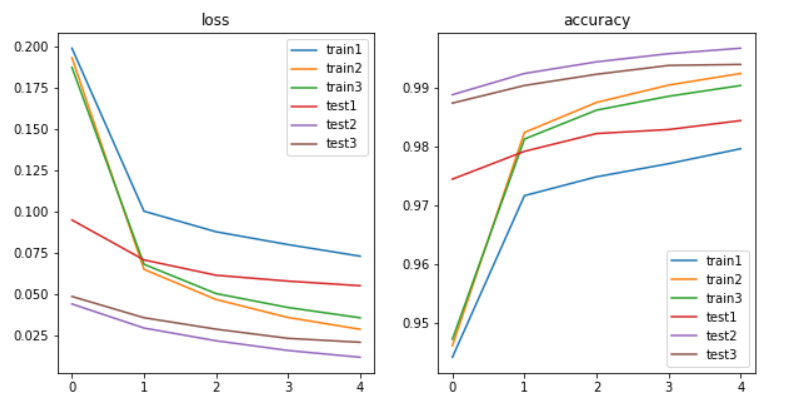 loss
0.200
0.175
0.150
0.125
0.100
0.075
0.050
0.025
0 1 2 3 4
train1
train2
train3
test1
test2
test3
accuracy
0.99
0.98
0.97
0.96
0.95
0 1 2 3 4
train1
train2
train3
test1
test2
test3